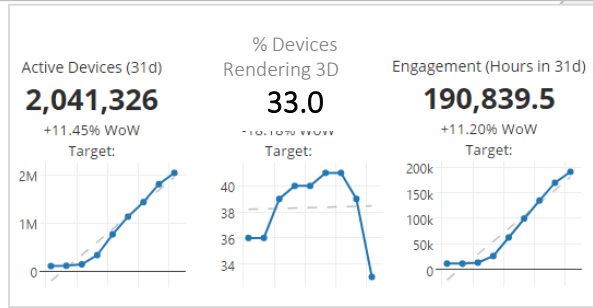 Active Devices (31d)
2,041,326
+11.45% WoW
Target:
2M
1M
0
% Devices
Rendering 3D
33.0
Target:
40
38
36
34
Engagement (Hours in 31d)
190,839.5
+11.20% WoW
Target:
200k
150k
100k
50k
0